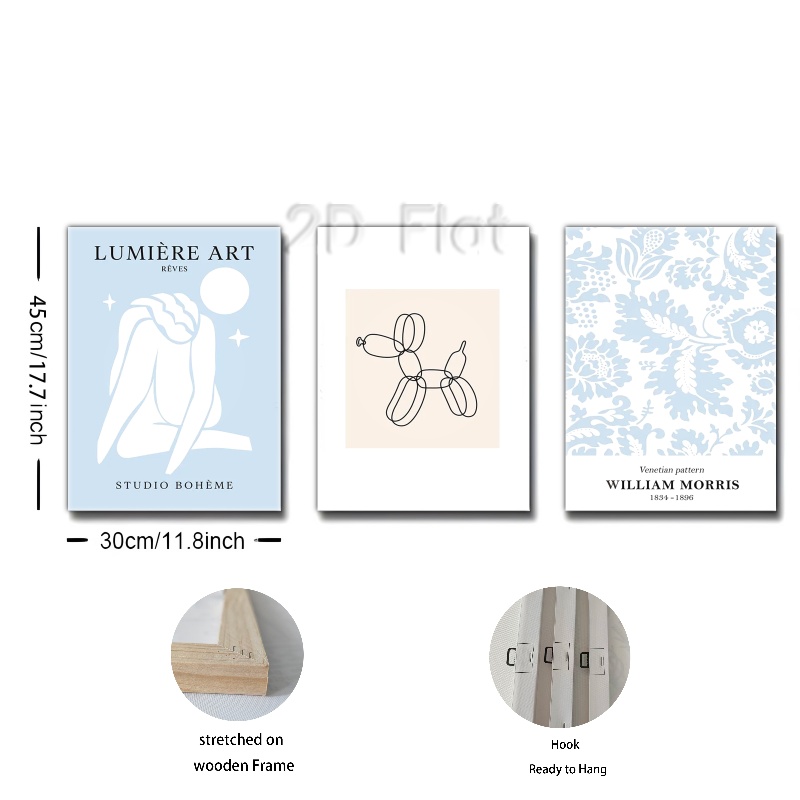 2D Flat
LUMIÈRE ART
RÊVES
STUDIO BOHÈME
Venetian pattern
WILLIAM MORRIS
1834 - 1896
45cm/17.7inch
30cm/11.8inch
stretched on
wooden Frame
Hook
Ready to Hang